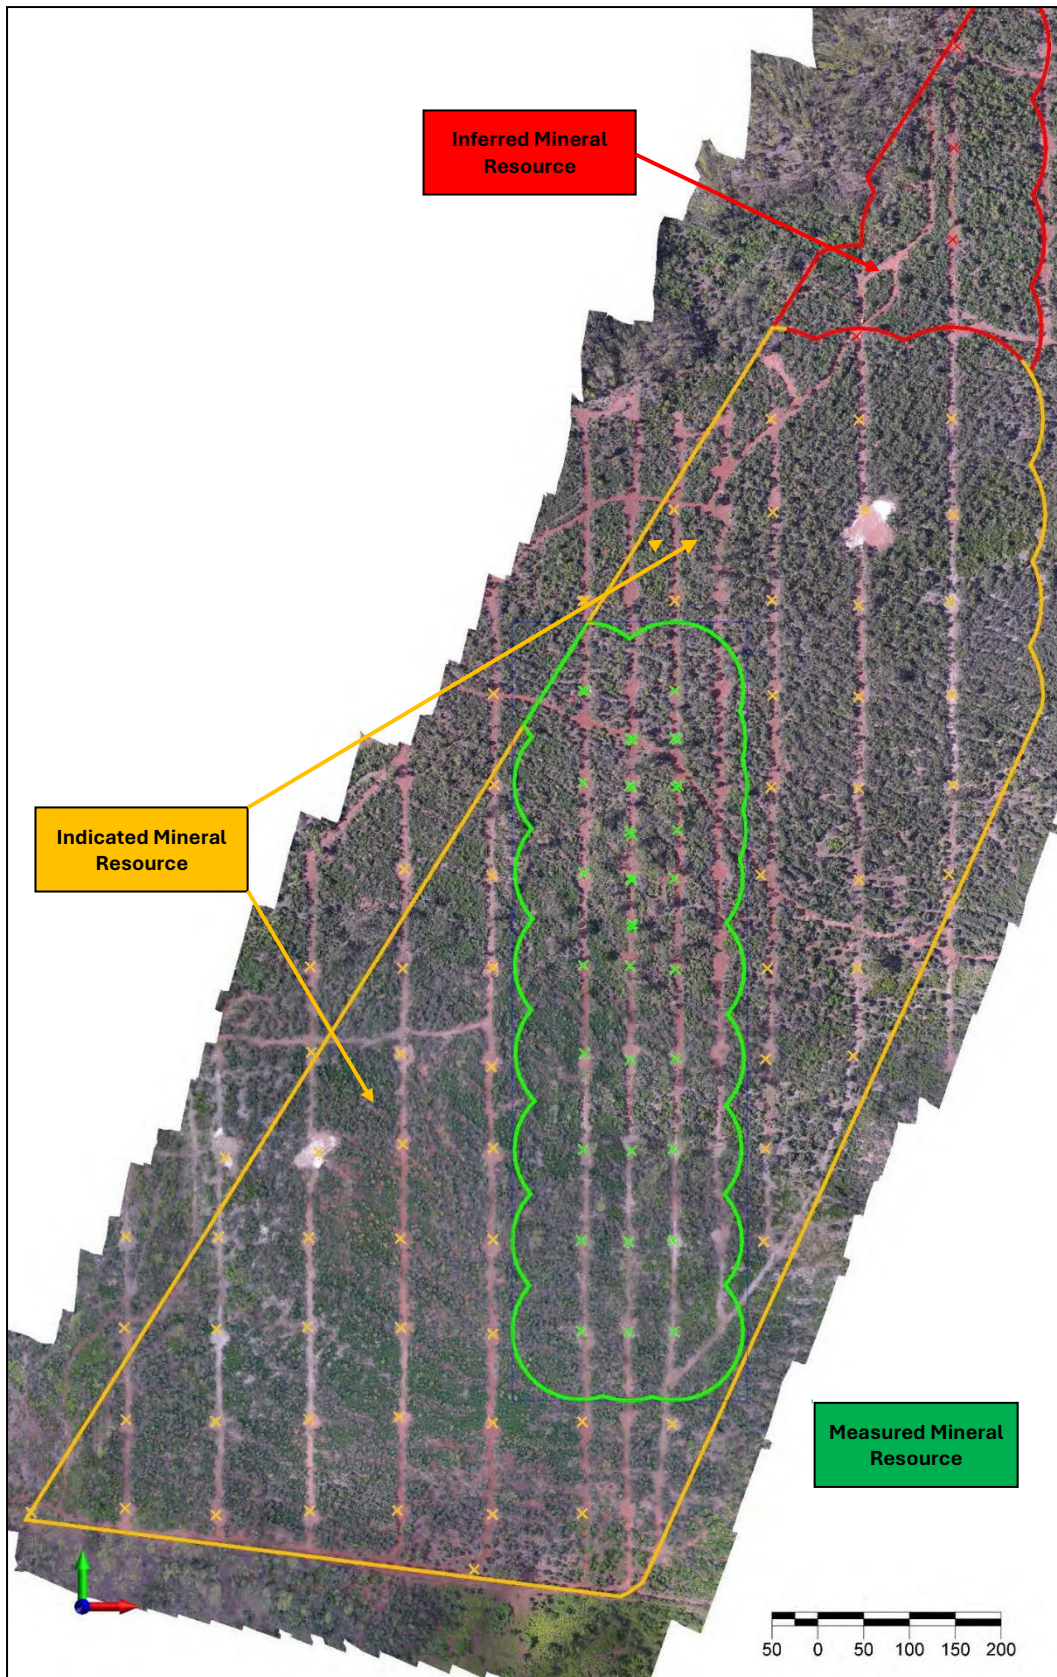 Inferred Mineral
Resource
Indicated Mineral
Resource
Measured Mineral
Resource
50 0 50 100 150 200